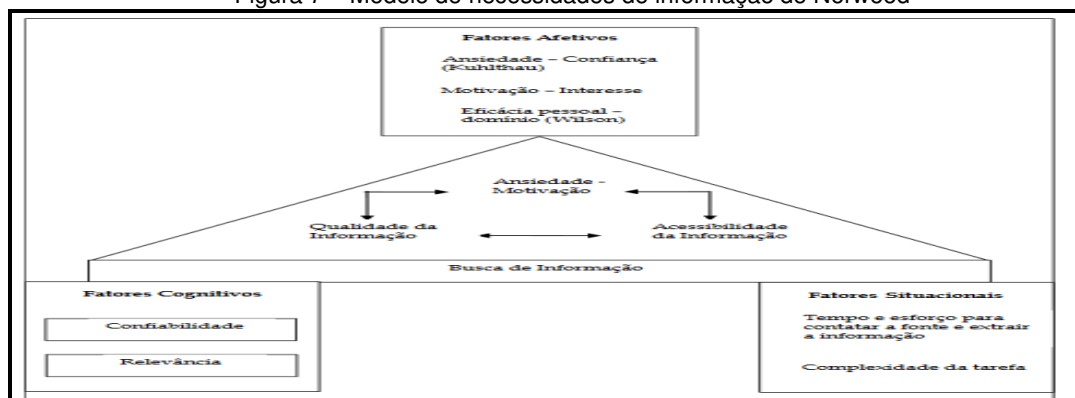 Figura 7 – Modelo de necessidades de informação de Norwood
Fatores Afetivos
Ansiedade – Confiança
(Kuhlthau)
Motivação – Interesse
Eficácia pessoal –
domínio (Wilson)
Ansiedade -
Motivação
Qualidade da
Informação
Acessibilidade
da Informação
Busca de Informação
Fatores Cognitivos
Confiabilidade
Relevância
Fatores Situacionais
Tempo e esforço para
contatar a fonte e extrair
a informação
Complexidade da tarefa